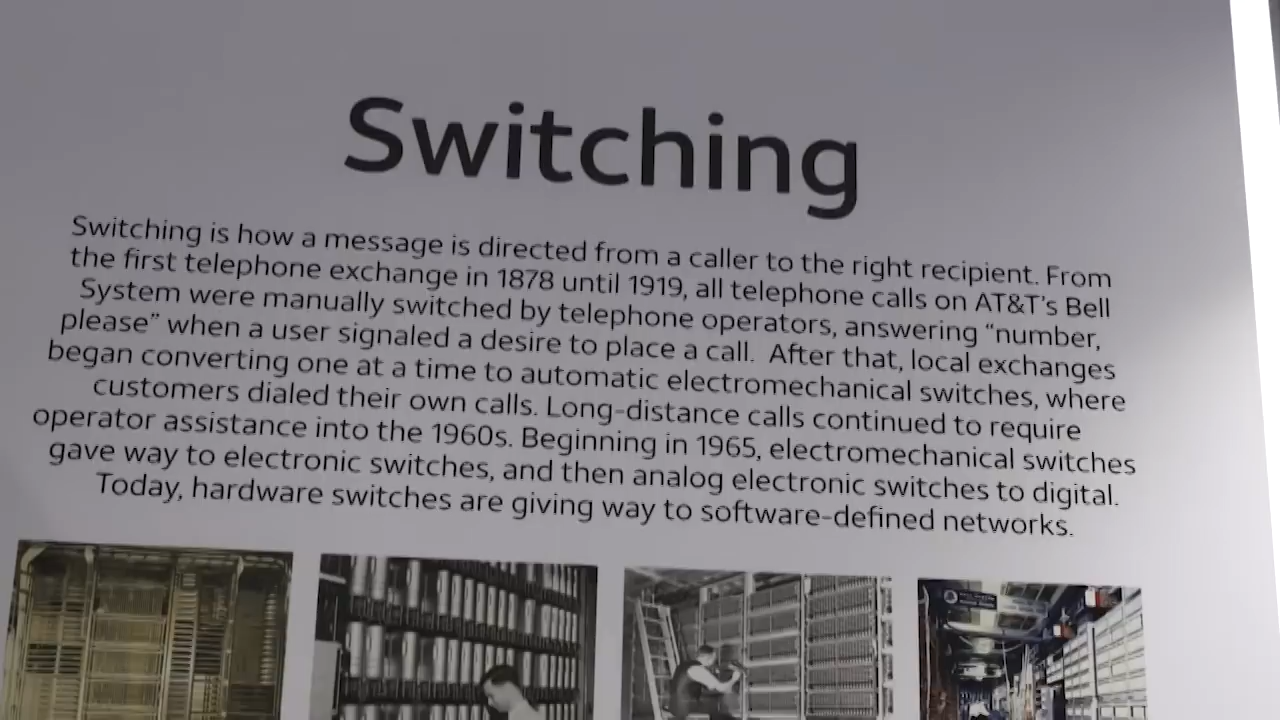 Switching
Switching is how a message is directed from a caller to the right recipient. From
the first telephone exchange in 1878 until 1919, all telephone calls on AT&T's Bell
System were manually switched by telephone operators, answering “number,
please” when a user signaled a desire to place a call.  After that, local exchanges
began converting one at a time to automatic electromechanical switches, where
customers dialed their own calls. Long-distance calls continued to require
operator assistance into the 1960s. Beginning in 1965, electromechanical switches
gave way to electronic switches, and then analog electronic switches to digital.
Today, hardware switches are giving way to software-defined networks.